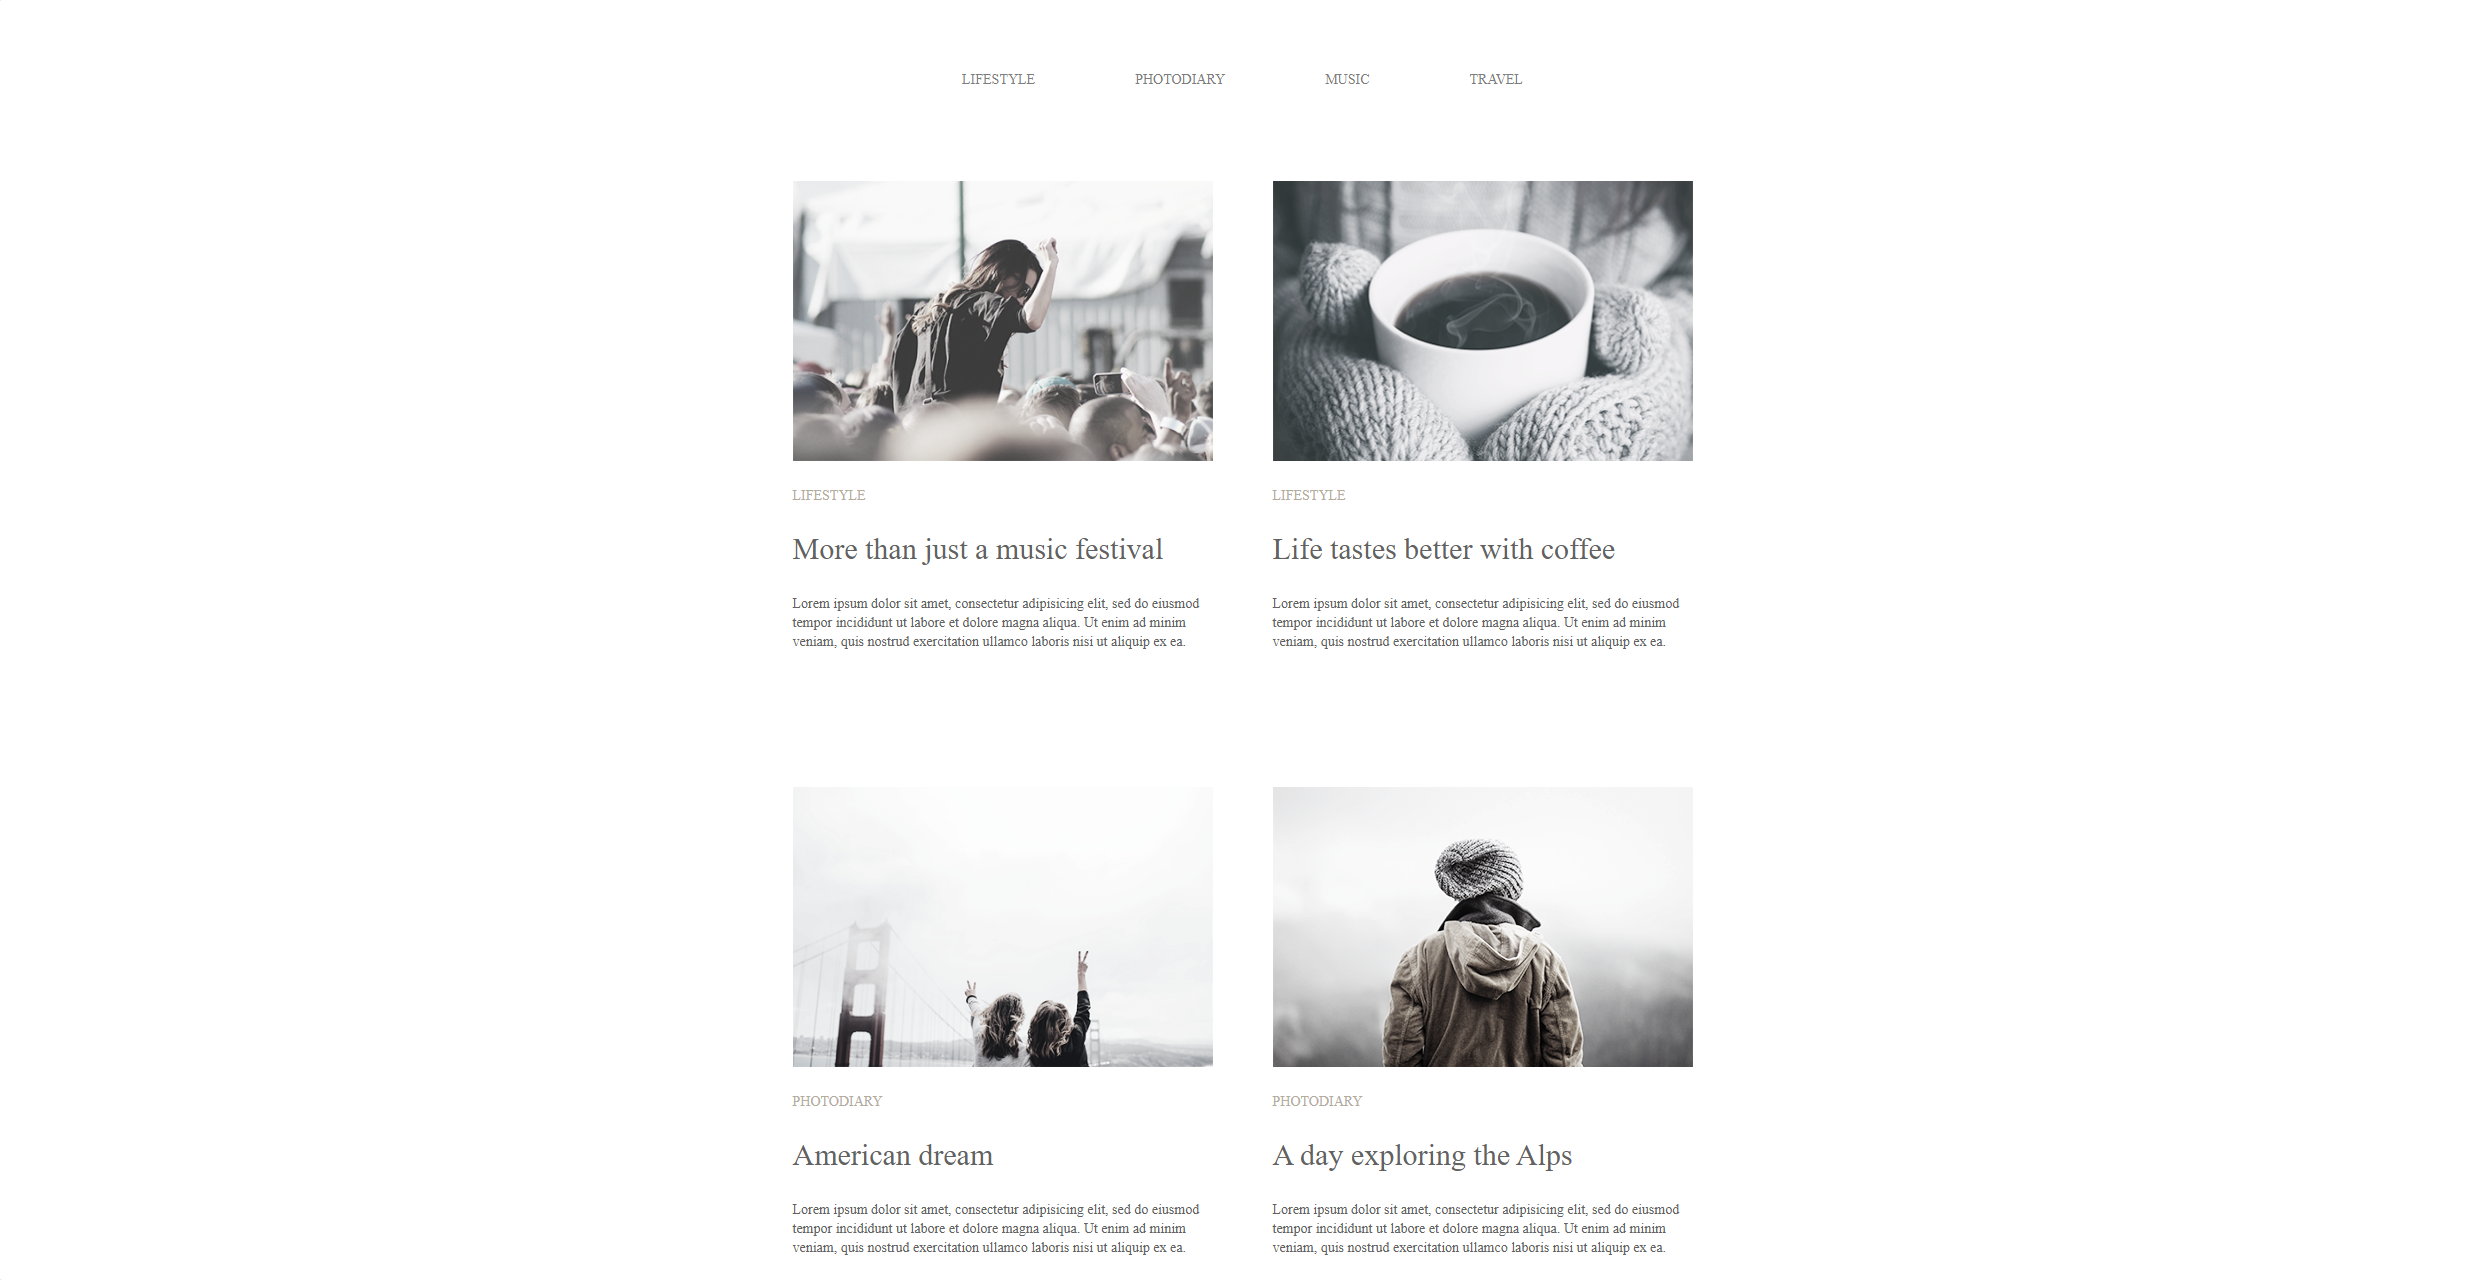 LIFESTYLE PHOTODIARY MUSIC TRAVEL
LIFESTYLE
More than just a music festival
Lorem ipsum dolor sit amet, consectetur adipisicing elit, sed do eiusmod
tempor incididunt ut labore et dolore magna aliqua. Ut enim ad minim
veniam, quis nostrud exercitation ullamco laboris nisi ut aliquip ex ea.
LIFESTYLE
Life tastes better with coffee
Lorem ipsum dolor sit amet, consectetur adipisicing elit, sed do eiusmod
tempor incididunt ut labore et dolore magna aliqua. Ut enim ad minim
veniam, quis nostrud exercitation ullamco laboris nisi ut aliquip ex ea.
PHOTODIARY
American dream
Lorem ipsum dolor sit amet, consectetur adipisicing elit, sed do eiusmod
tempor incididunt ut labore et dolore magna aliqua. Ut enim ad minim
veniam, quis nostrud exercitation ullamco laboris nisi ut aliquip ex ea.
PHOTODIARY
A day exploring the Alps
Lorem ipsum dolor sit amet, consectetur adipisicing elit, sed do eiusmod
tempor incididunt ut labore et dolore magna aliqua. Ut enim ad minim
veniam, quis nostrud exercitation ullamco laboris nisi ut aliquip ex ea.